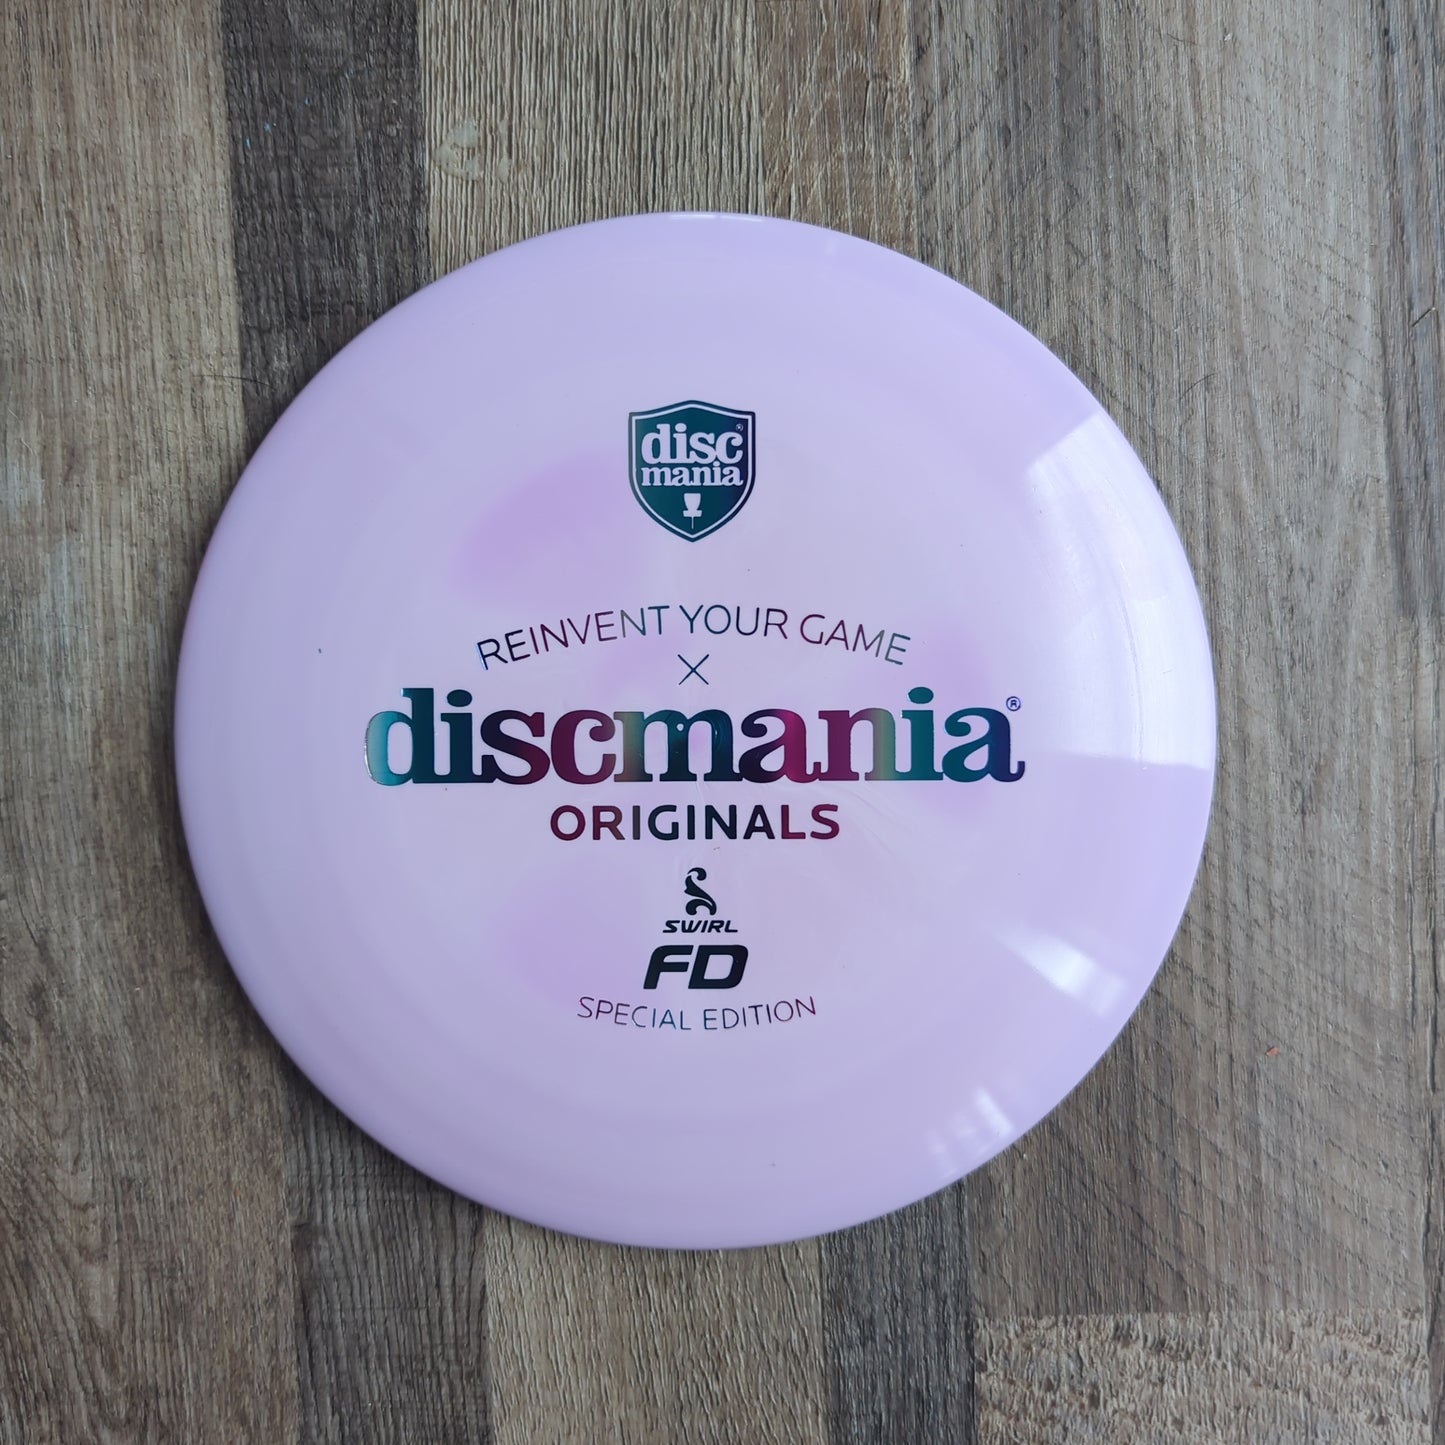 disc®
mania
REINVENT YOUR GAME
X
discmania®
ORIGINALS
SWIRL
FD
SPECIAL EDITION